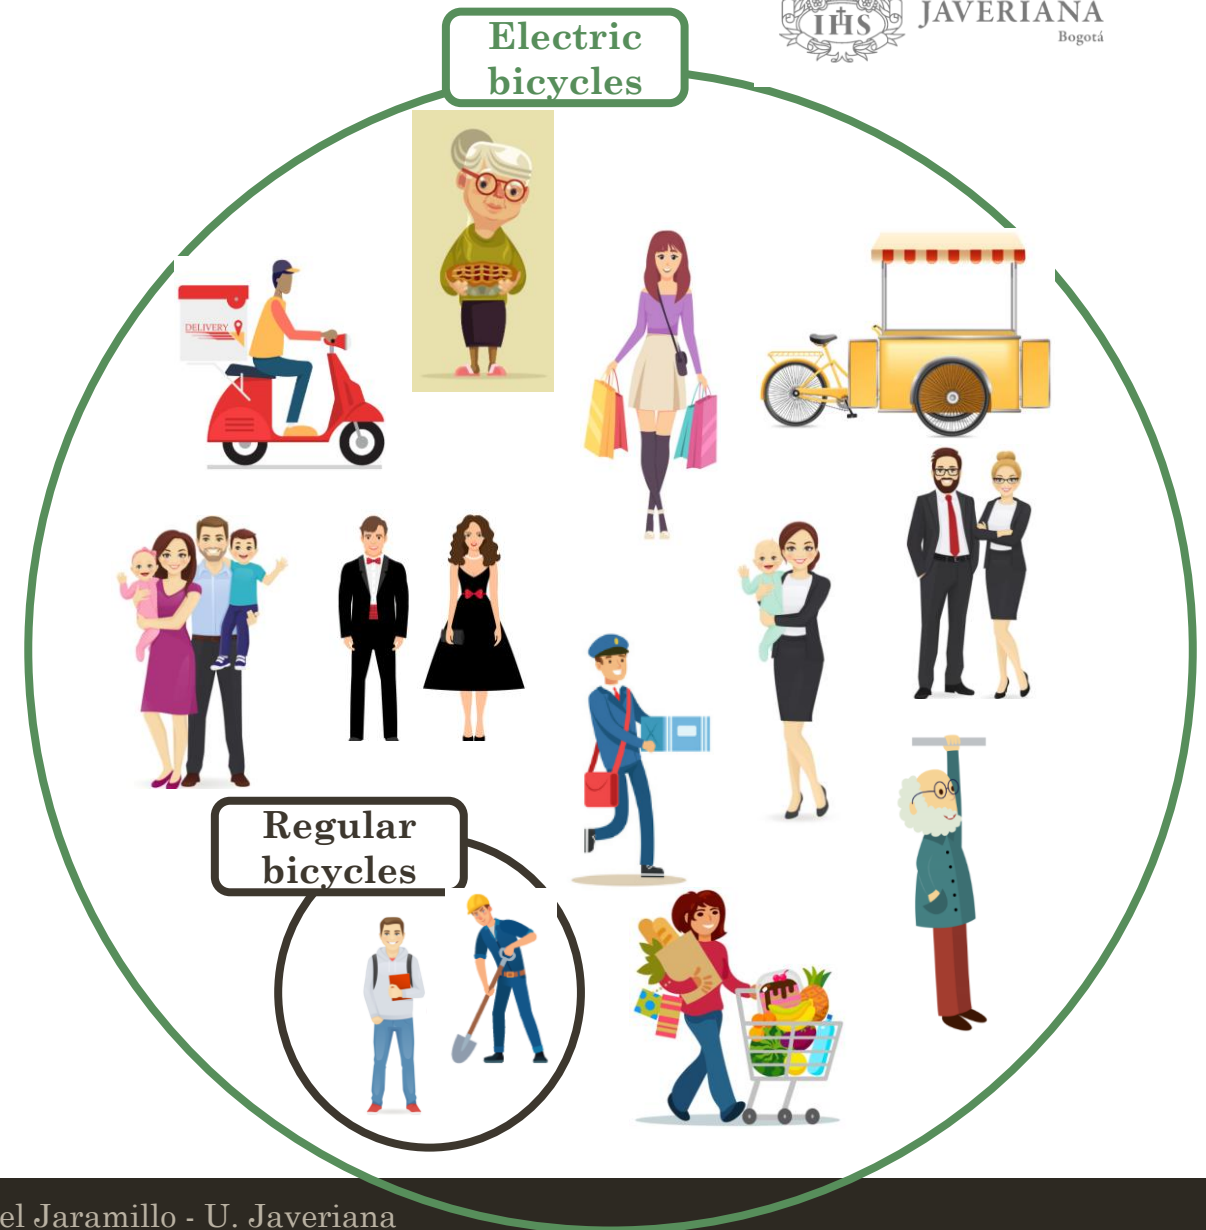 JAVERIANA
Bogotá
IHS
Electric
bicycles
DELIVERY
Regular
bicycles
el Jaramillo - U. Javeriana